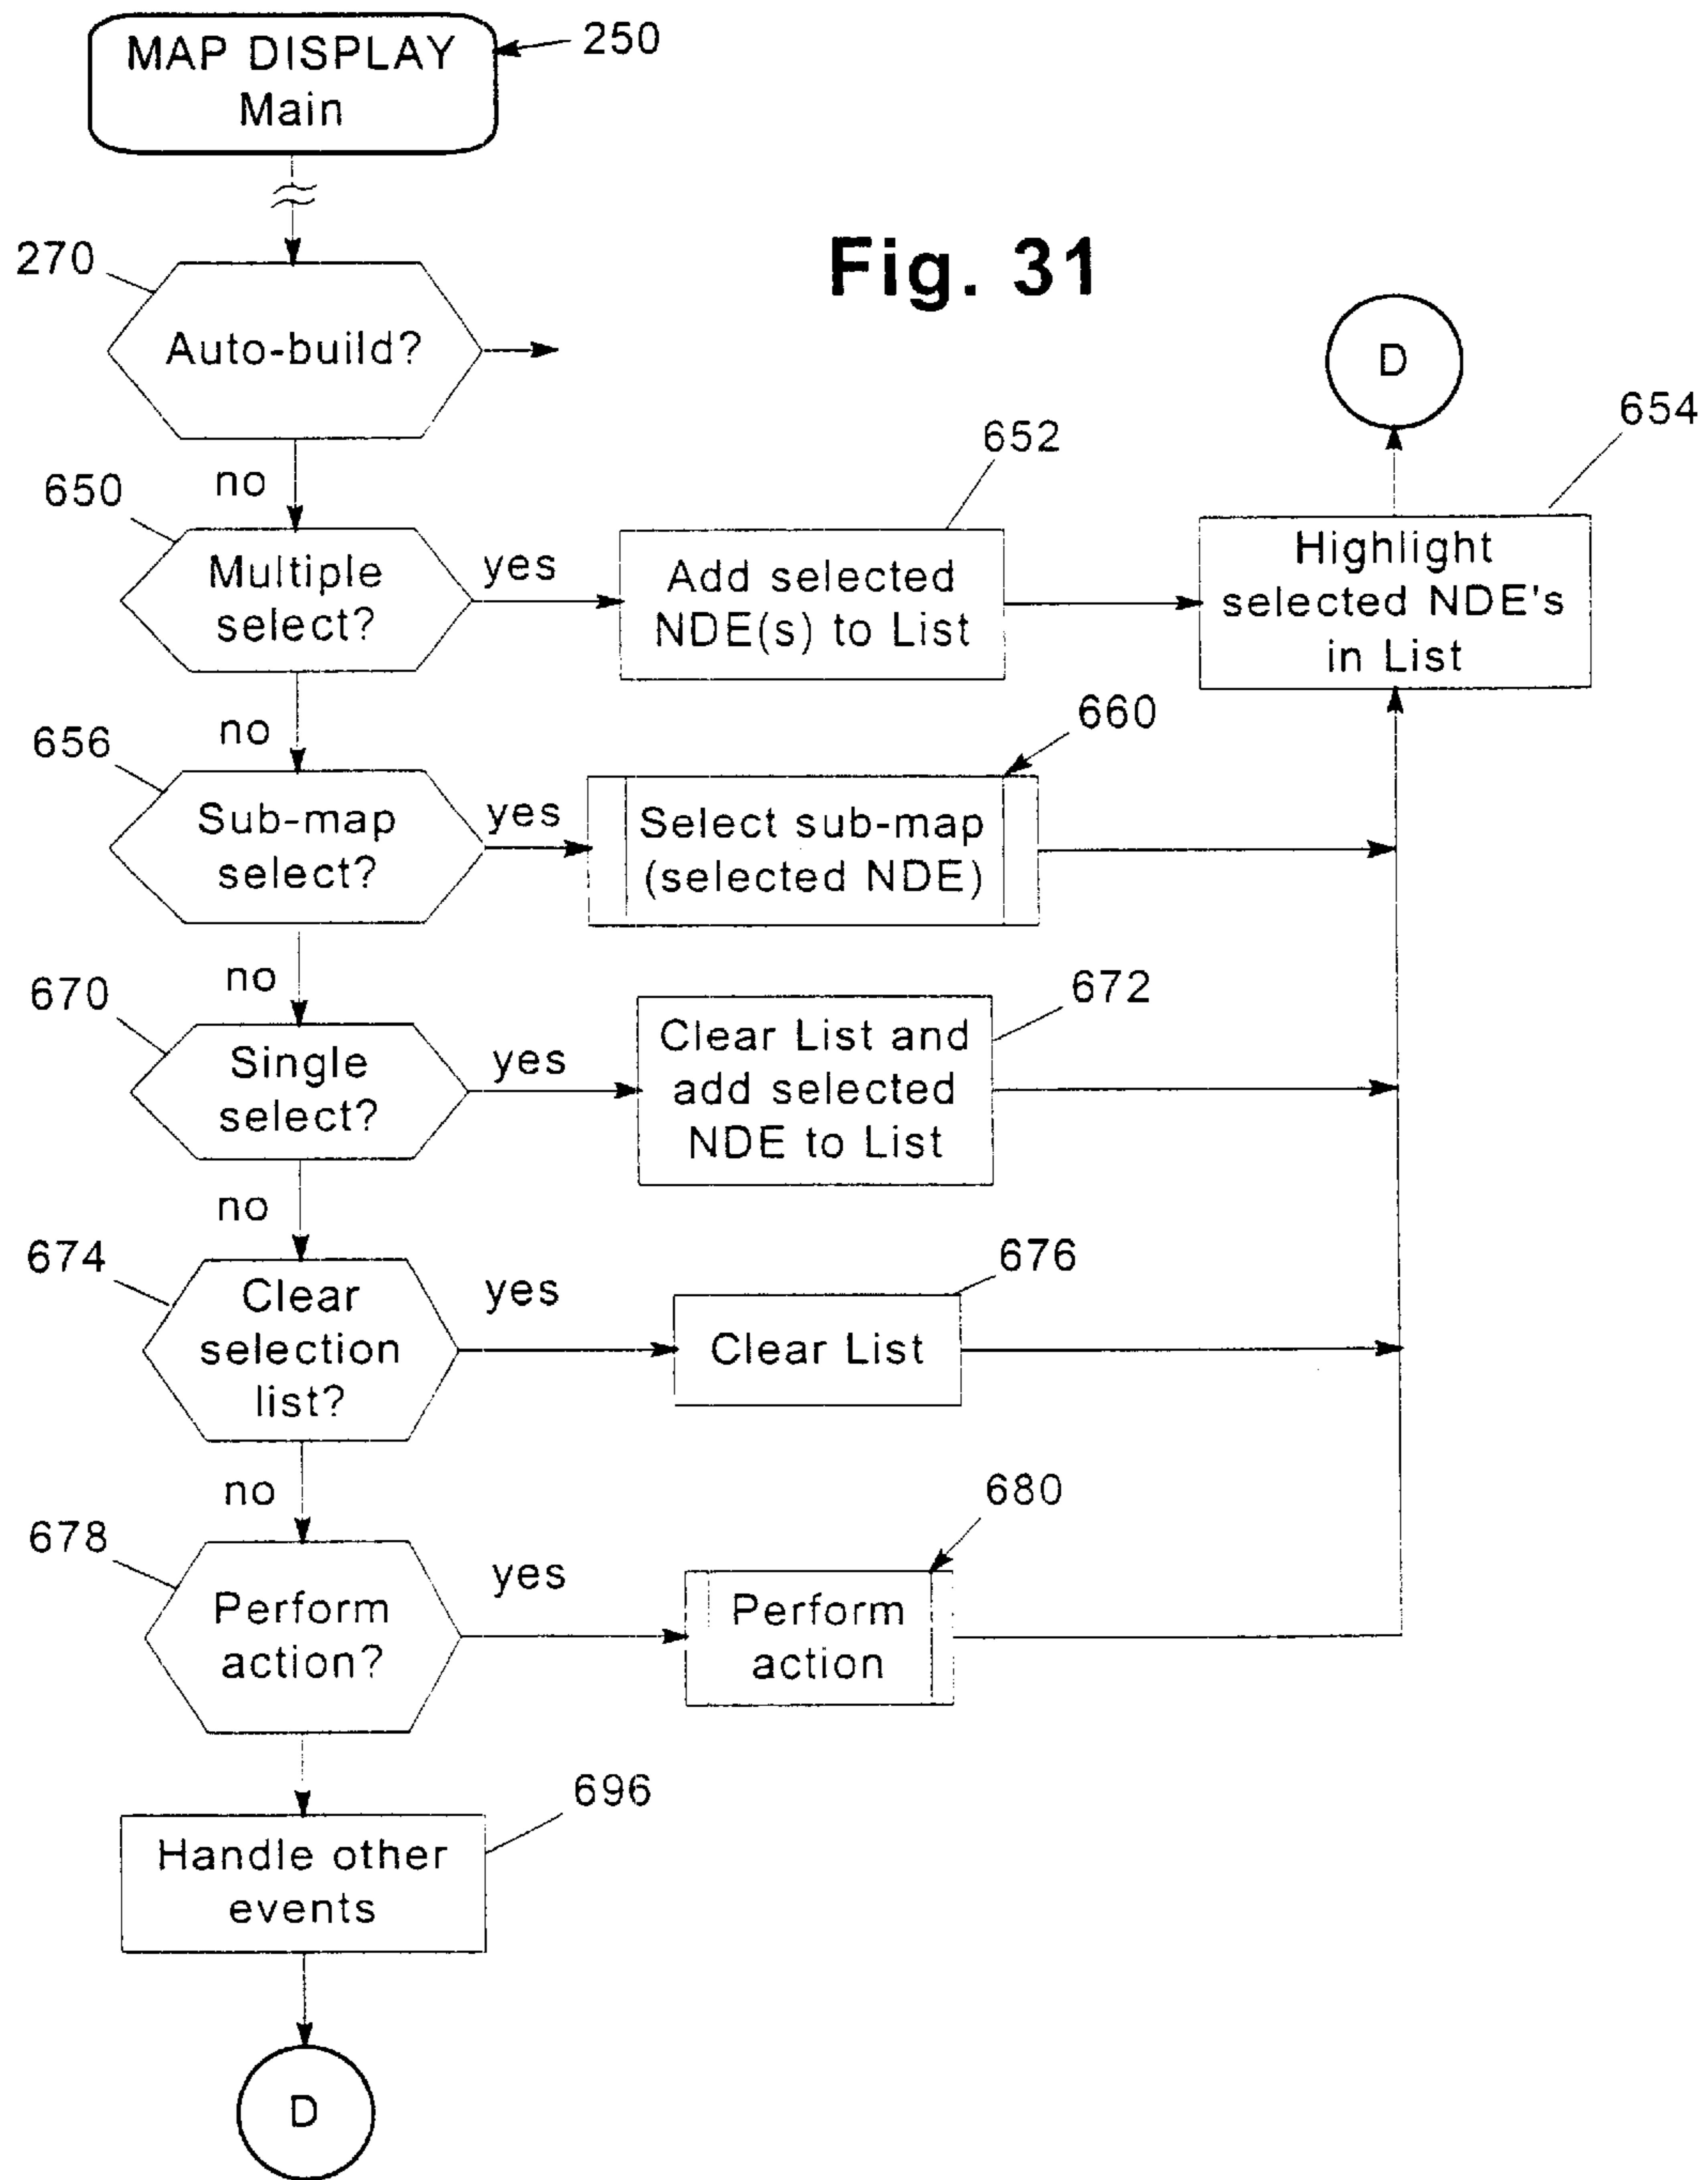 MAP DISPLAY
Main
250
Fig. 31
270
Auto-build?
D
654
no
650
Multiple
select?
yes
652
Add selected
NDE(s) to List
Highlight
selected NDE's
in List
no
656
Sub-map
select?
yes
660
Select sub-map
(selected NDE)
no
670
Single
select?
yes
672
Clear List and
add selected
NDE to List
no
674
Clear
selection
list?
yes
676
Clear List
no
678
Perform
action?
yes
680
Perform
action
696
Handle other
events
D